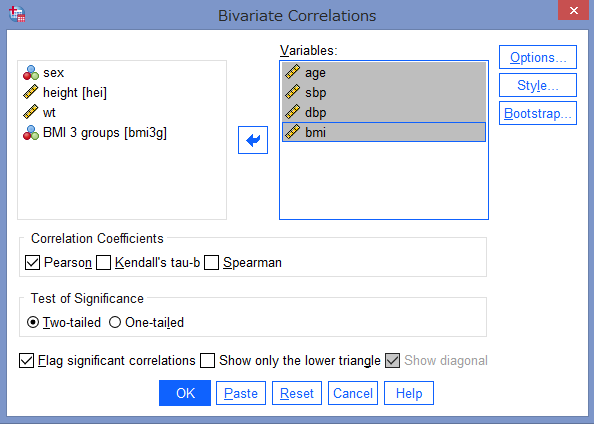 Bivariate Correlations
Variables:
sex
height [hei]
wt
BMI 3 groups [bmi3g]
age
sbp
dbp
bmi
Options...
Style...
Bootstrap...
Correlation Coefficients
Pearson Kendall's tau-b Spearman
Test of Significance
Two-tailed One-tailed
Flag significant correlations Show only the lower triangle Show diagonal
OK Paste Reset Cancel Help